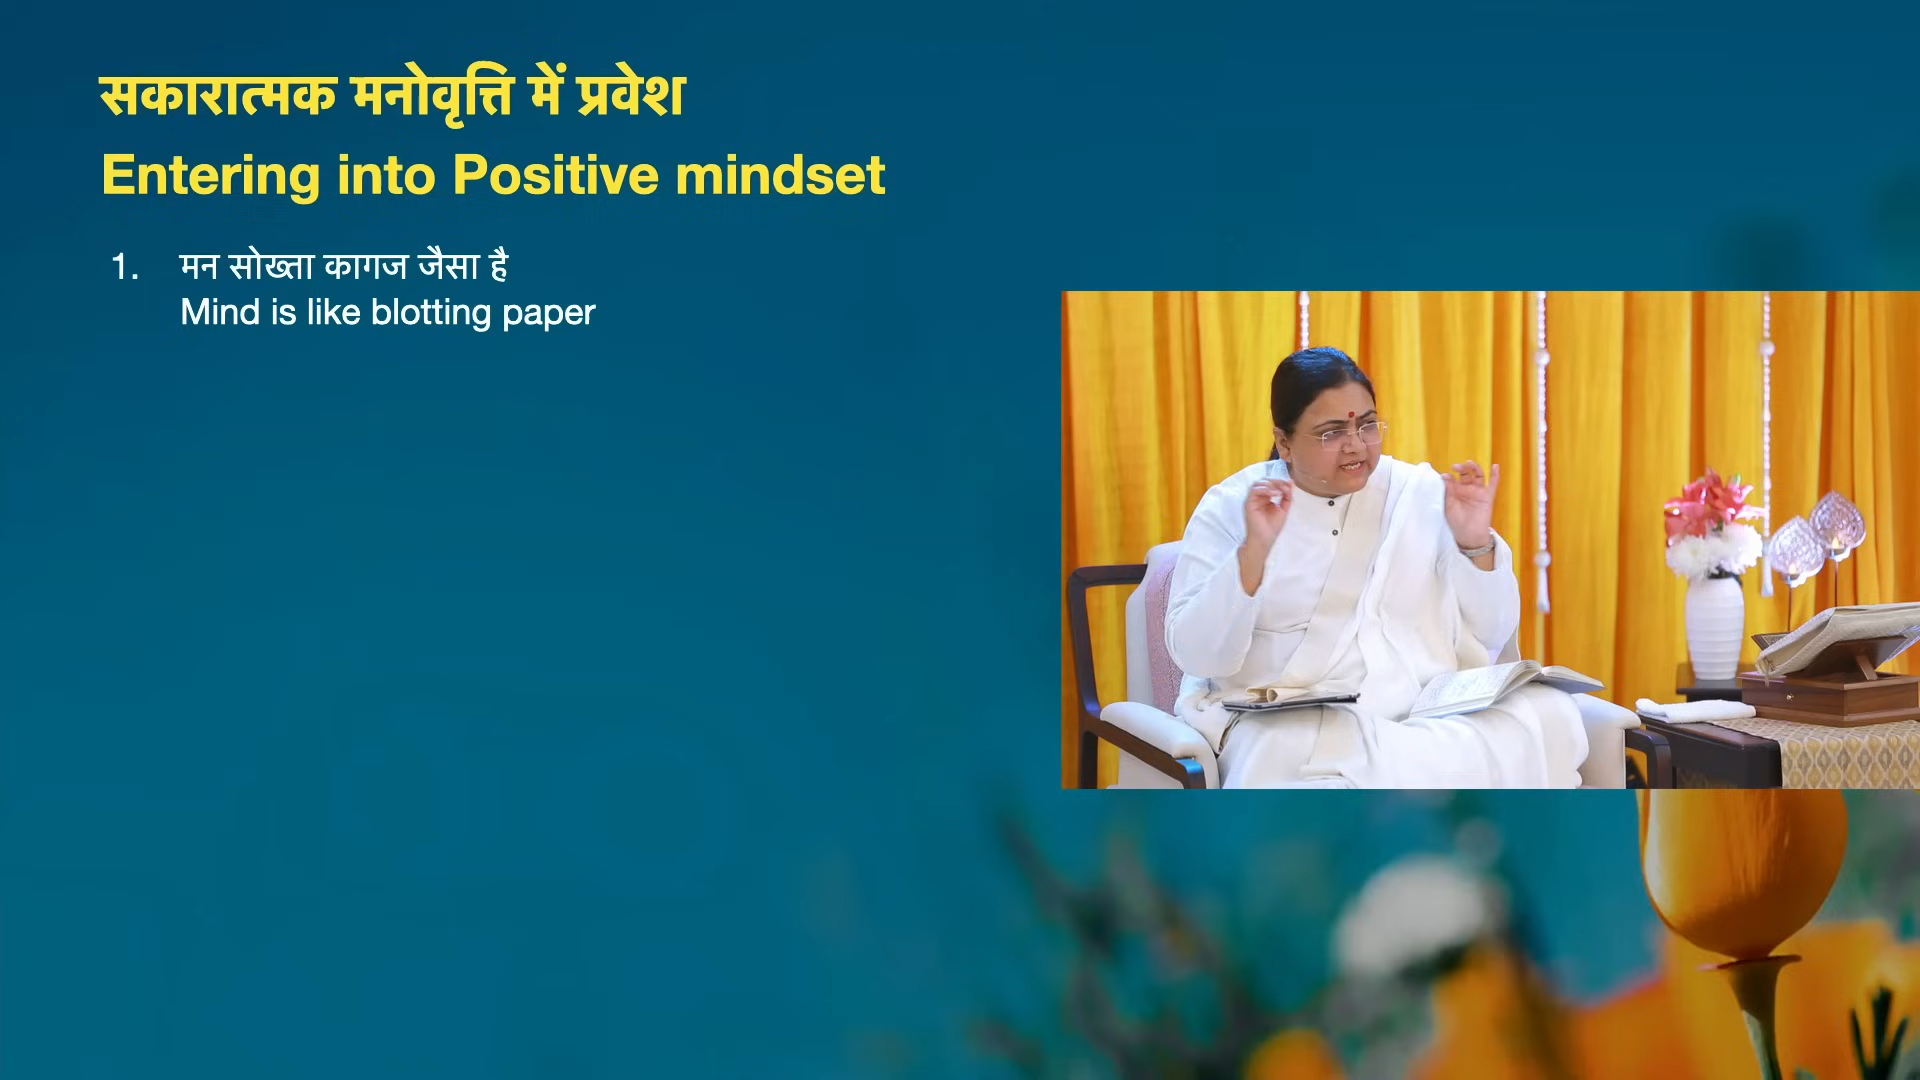 सकारात्मक मनोवृत्ति में प्रवेश
Entering into Positive mindset
1. मन सोख्ता कागज जैसा है
Mind is like blotting paper